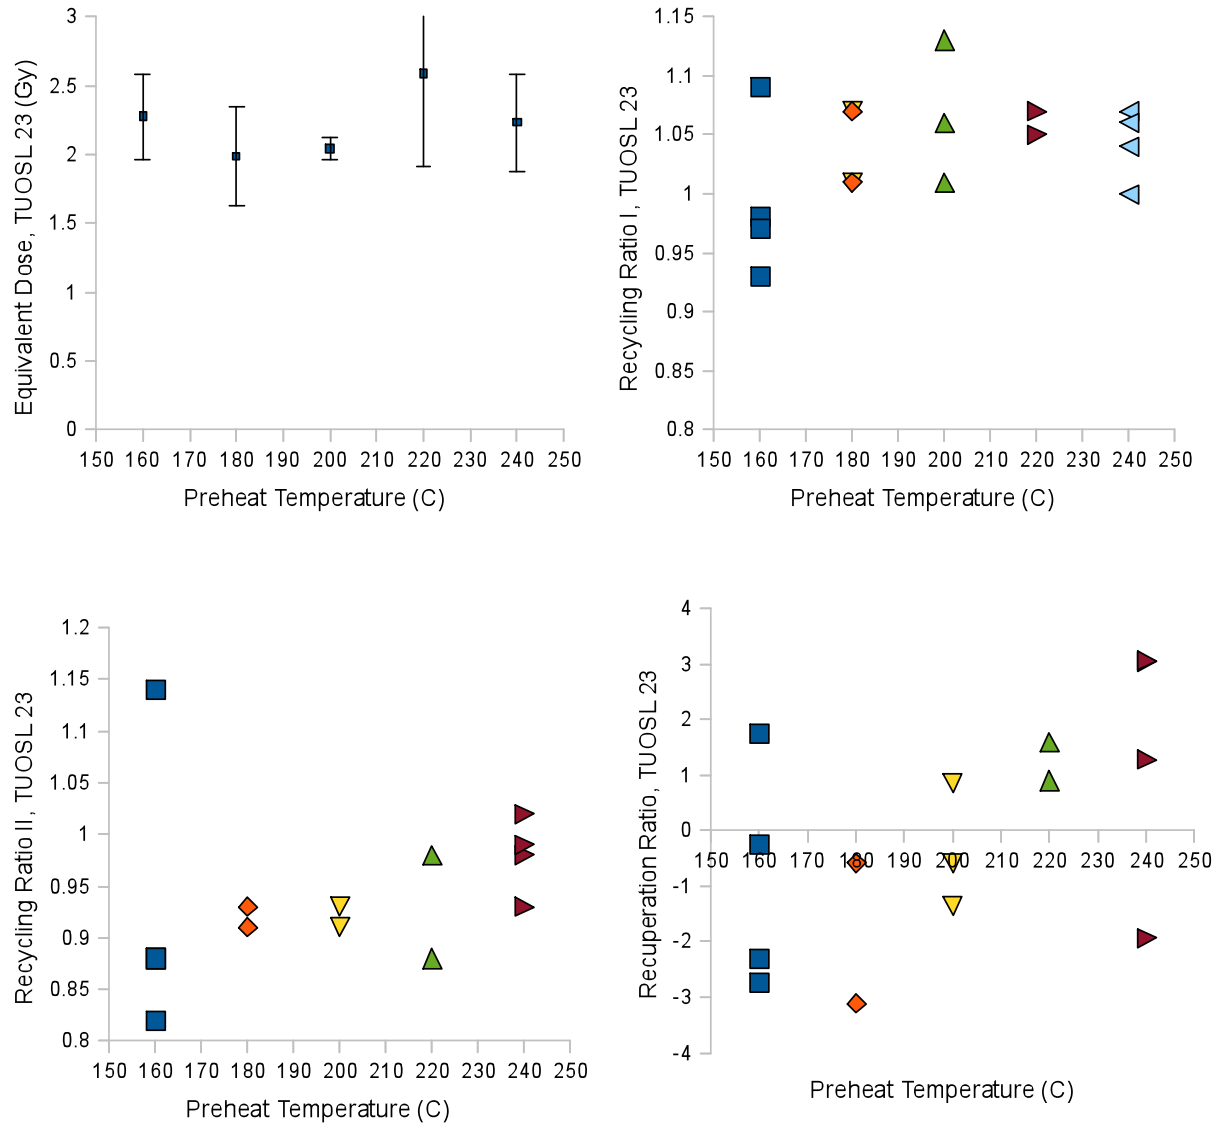 Equivalent Dose, TUOSL 23 (Gy)
3
2.5
2
1.5
1
0.5
0
150 160 170 180 190 200 210 220 230 240 250
Preheat Temperature (C)
Recycling Ratio I, TUOSL 23
1.15
1.1
1.05
1
0.95
0.9
0.85
0.8
150 160 170 180 190 200 210 220 230 240 250
Preheat Temperature (C)
Recycling Ratio II, TUOSL 23
1.2
1.15
1.1
1.05
1
0.95
0.9
0.85
0.8
150 160 170 180 190 200 210 220 230 240 250
Preheat Temperature (C)
Recuperation Ratio, TUOSL 23
4
3
2
1
0
150 160 170 180 190 200 210 220 230 240 250
-1
-2
-3
-4
Preheat Temperature (C)